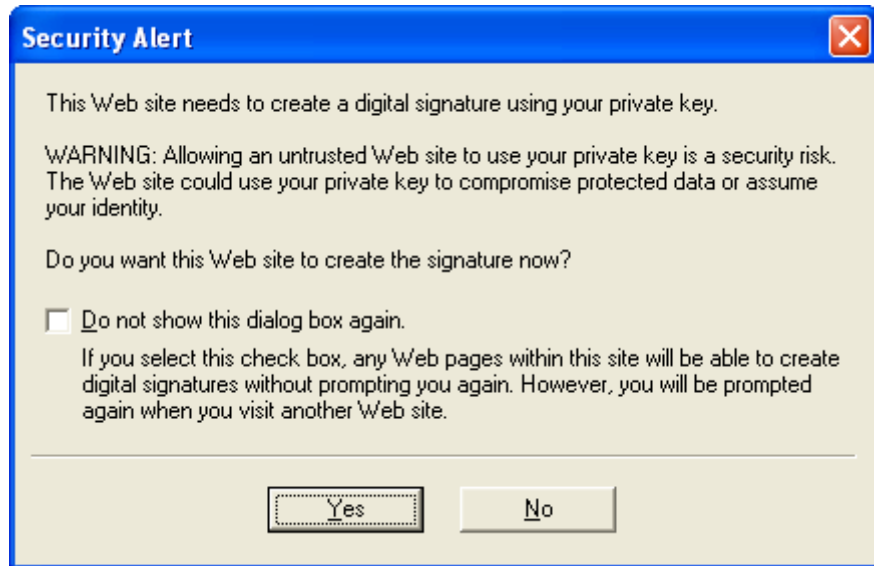 Security Alert
This Web site needs to create a digital signature using your private key.
WARNING: Allowing an untrusted Web site to use your private key is a security risk.
The Web site could use your private key to compromise protected data or assume
your identity.
Do you want this Web site to create the signature now?
Do not show this dialog box again.
If you select this check box, any Web pages within this site will be able to create
digital signatures without prompting you again. However, you will be prompted
again when you visit another Web site.
Yes No